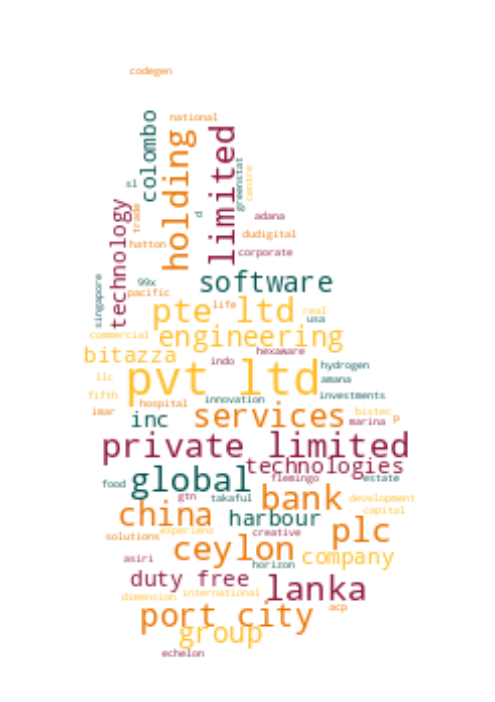 codegen
national
colombo
holding
limited
greenstat
centre
sl
technology
trade
d
adana
dudigital
hatton
corporate
singapore
99x
pacific
software
pte ltd
life
real
usa
commercial
engineering
bitazza
hexaware
indo
hydrogen
llc
pvt ltd
amana
fifth
hospital
innovation
investments
imar
inc
services
bistec
marina
p
private limited
technologies
food
global
flemingo
estate
gtn
takaful
bank
development
china
harbour
capital
experienz
plc
solutions
creative
ceylon
company
asiri
horizon
duty free
lanka
dimension
international
port city
acp
group
echelon